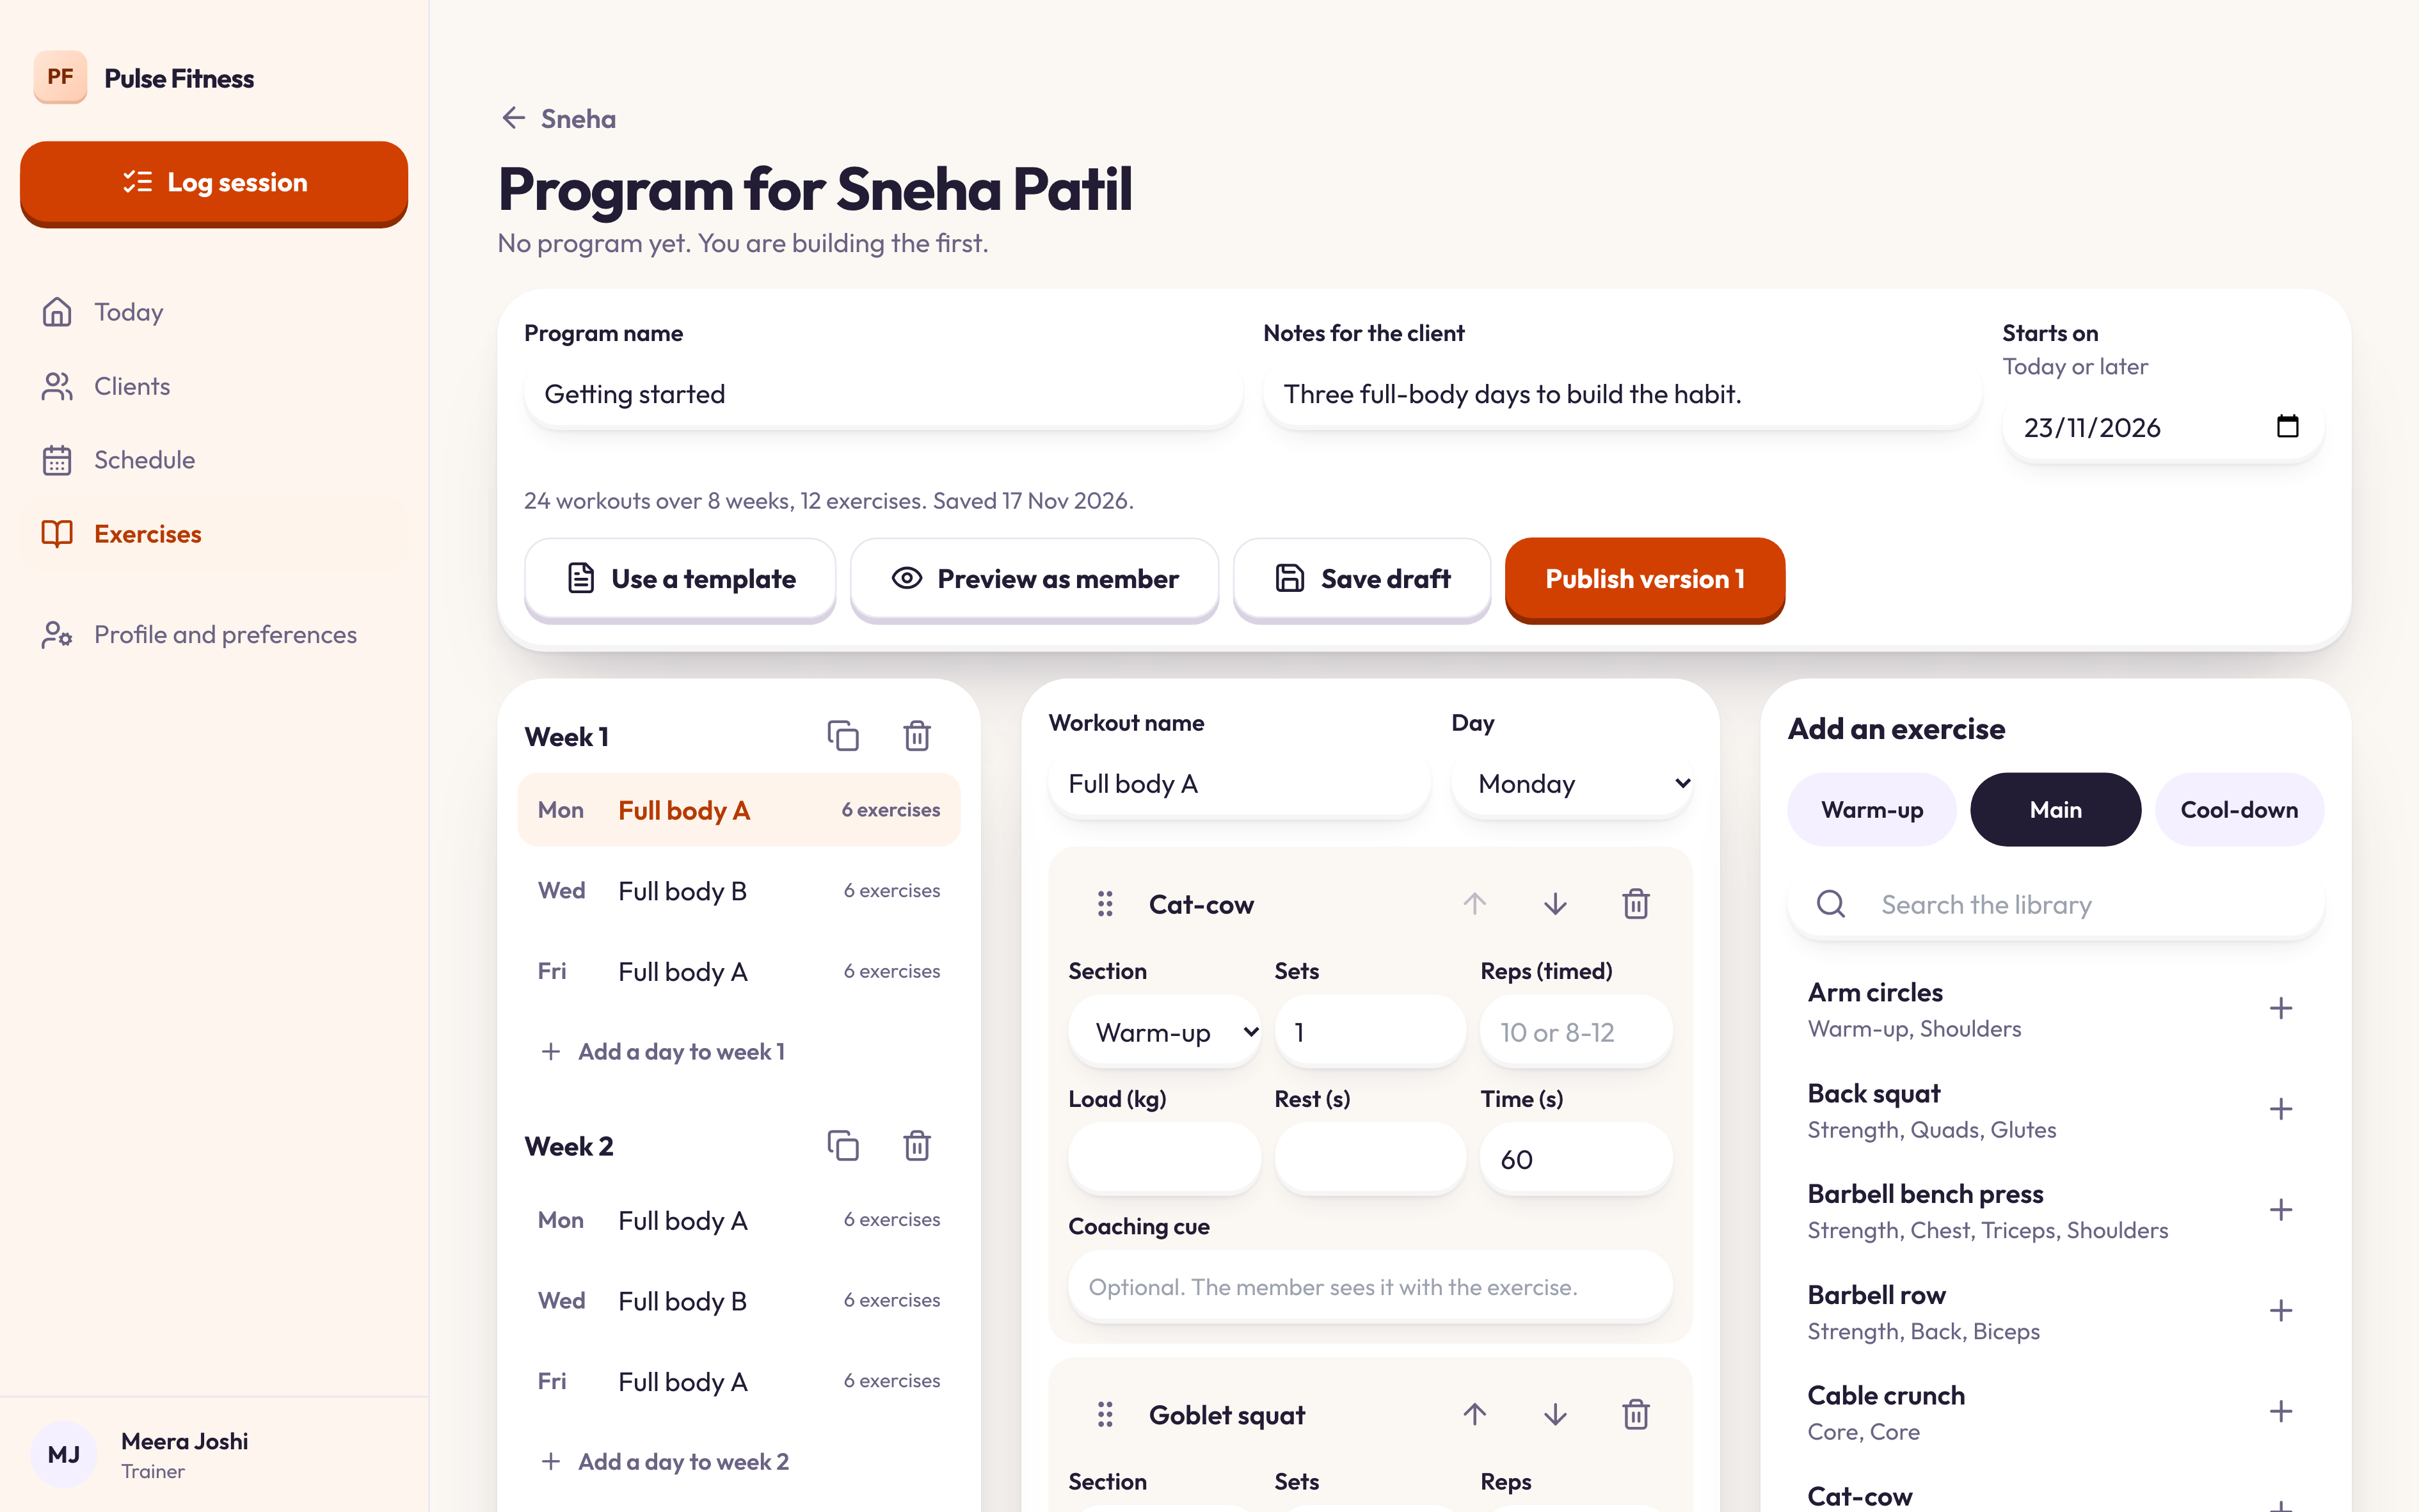 PF Pulse Fitness
Log session
Today
Clients
Schedule
Exercises
Profile and preferences
MJ
Meera Joshi
Trainer
Sneha
Program for Sneha Patil
No program yet. You are building the first.
Program name
Getting started
Notes for the client
Three full-body days to build the habit.
Starts on
Today or later
23/11/2026
24 workouts over 8 weeks, 12 exercises. Saved 17 Nov 2026.
Use a template
Preview as member
Save draft
Publish version 1
Week 1
Mon Full body A 6 exercises
Wed Full body B 6 exercises
Fri Full body A 6 exercises
Add a day to week 1
Week 2
Mon Full body A 6 exercises
Wed Full body B 6 exercises
Fri Full body A 6 exercises
Add a day to week 2
Workout name
Full body A
Day
Monday
Cat-cow
Section Sets Reps (timed)
Warm-up 1 10 or 8-12
Load (kg) Rest (s) Time (s)
60
Coaching cue
Optional. The member sees it with the exercise.
Goblet squat
Section Sets Reps
Add an exercise
Warm-up Main Cool-down
Search the library
Arm circles
Warm-up, Shoulders
Back squat
Strength, Quads, Glutes
Barbell bench press
Strength, Chest, Triceps, Shoulders
Barbell row
Strength, Back, Biceps
Cable crunch
Core, Core
Cat-cow